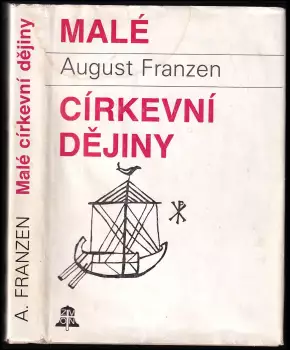 MALÉ
August Franzen
CÍRKEVNÍ
DĚJINY
A. FRANZEN Malé církevní dějiny